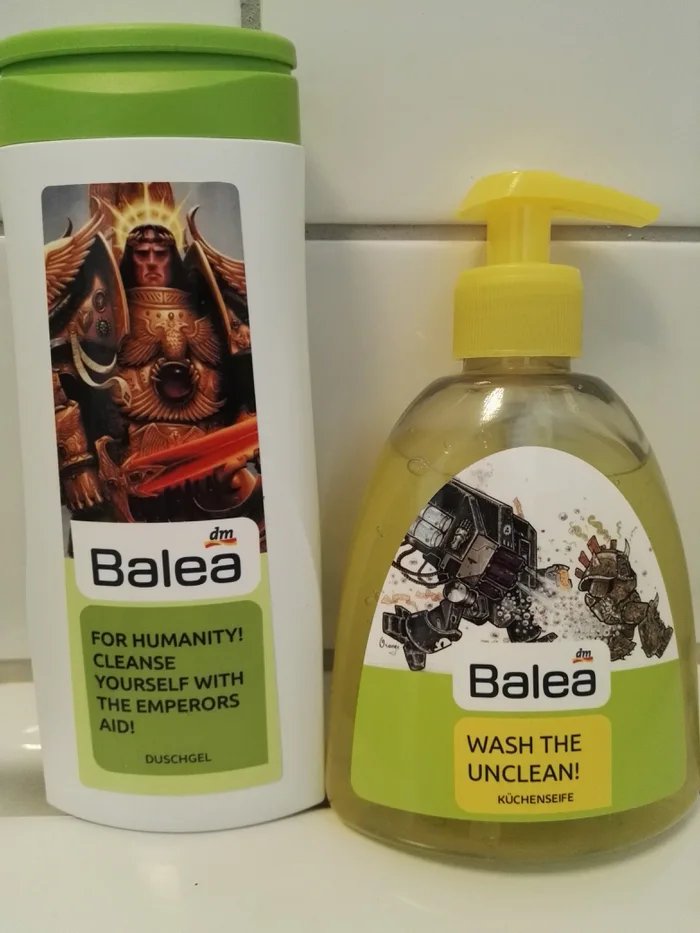 dm
Balea
FOR HUMANITY!
CLEANSE
YOURSELF WITH
THE EMPERORS
AID!
DUSCHGEL
dm
Balea
WASH THE
UNCLEAN!
KÜCHENSEIFE